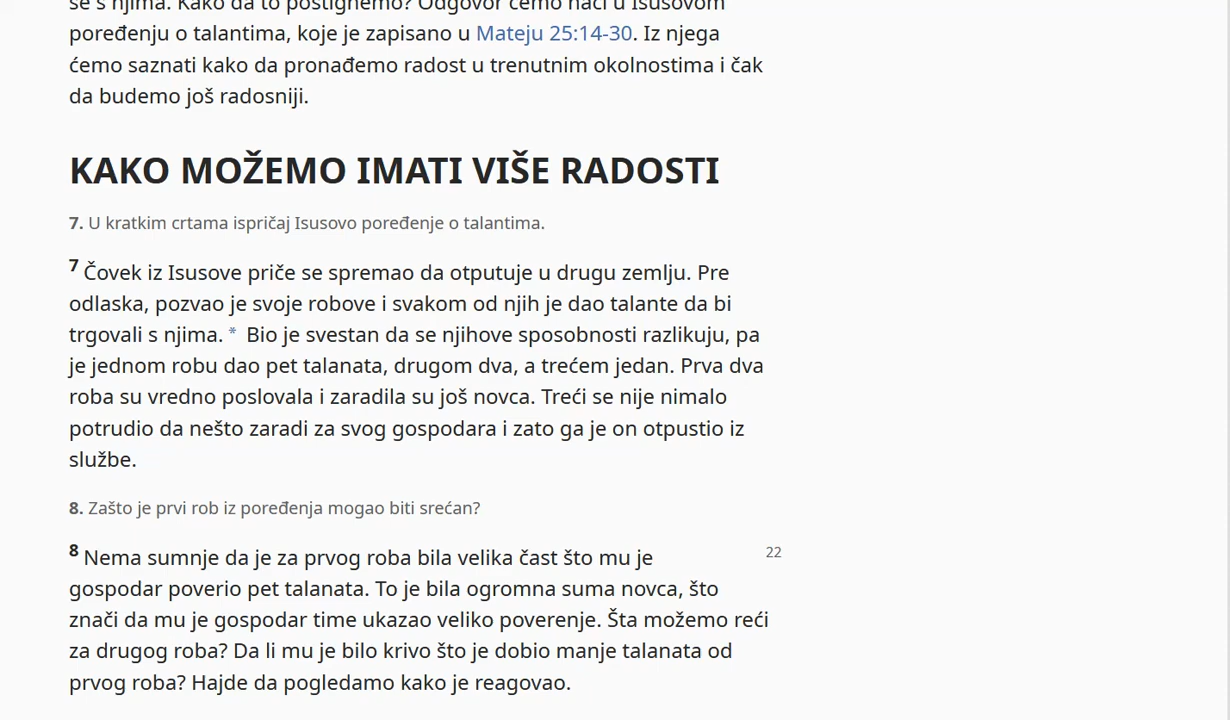 se s njima. Kako da to postignemo? Odgovor ćemo naći u Isusovom
poređenju o talantima, koje je zapisano u Mateju 25:14-30. Iz njega
ćemo saznati kako da pronađemo radost u trenutnim okolnostima i čak
da budemo još radosniji.
KAKO MOŽEMO IMATI VIŠE RADOSTI
7. U kratkim crtama ispričaj Isusovo poređenje o talantima.
7 Čovek iz Isusove priče se spremao da otputuje u drugu zemlju. Pre
odlaska, pozvao je svoje robove i svakom od njih je dao talante da bi
trgovali s njima. * Bio je svestan da se njihove sposobnosti razlikuju, pa
je jednom robu dao pet talanata, drugom dva, a trećem jedan. Prva dva
roba su vredno poslovala i zaradila su još novca. Treći se nije nimalo
potrudio da nešto zaradi za svog gospodara i zato ga je on otpustio iz
službe.
8. Zašto je prvi rob iz poređenja mogao biti srećan?
8 Nema sumnje da je za prvog roba bila velika čast što mu je
22
gospodar poverio pet talanata. To je bila ogromna suma novca, što
znači da mu je gospodar time ukazao veliko poverenje. Šta možemo reći
za drugog roba? Da li mu je bilo krivo što je dobio manje talanata od
prvog roba? Hajde da pogledamo kako je reagovao.